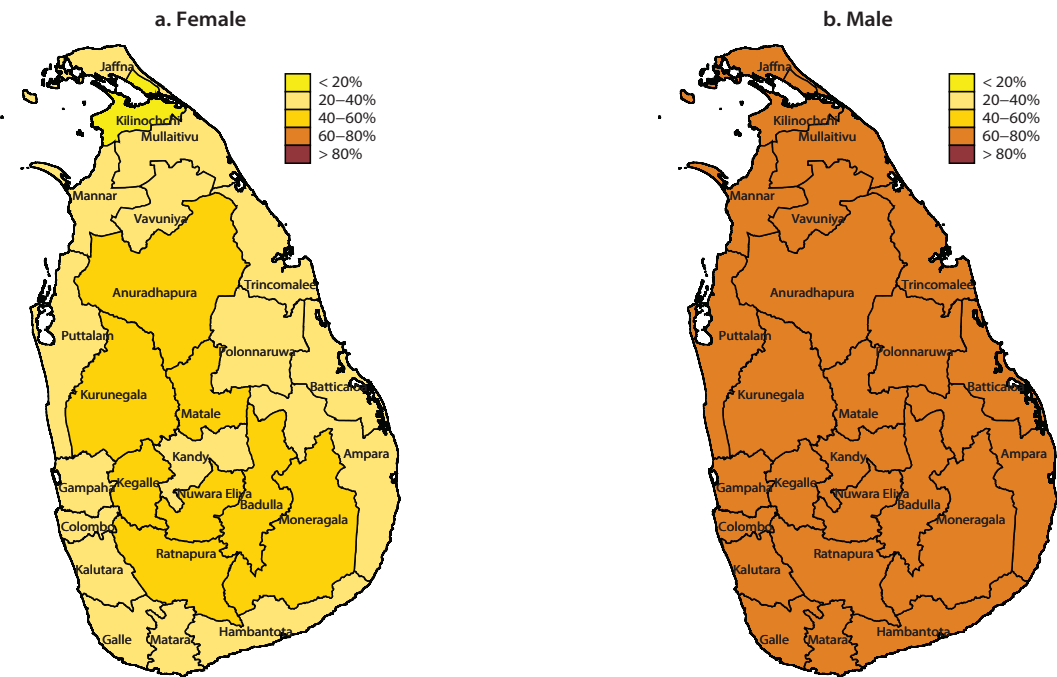 a. Female
Jaffna
< 20%
20–40%
40–60%
60–80%
> 80%
Kilinochchi
Mullaitivu
Mannar
Vavuniya
Trincomalee
Anuradhapura
Puttalam
Polonnaruwa
Batticaloa
Kurunegala
Matale
Ampara
Kandy
Gampaha
Kegalle
Nuwara Eliya
Badulla
Moneragala
Colombo
Ratnapura
Kalutara
Galle
Matara
Hambantota
b. Male
Jaffna
< 20%
20–40%
40–60%
60–80%
> 80%
Kilinochchi
Mullaitivu
Mannar
Vavuniya
Trincomalee
Anuradhapura
Puttalam
Polonnaruwa
Batticaloa
Kurunegala
Matale
Ampara
Kandy
Gampaha
Kegalle
Nuwara Eliya
Badulla
Moneragala
Colombo
Ratnapura
Kalutara
Galle
Matara
Hambantota